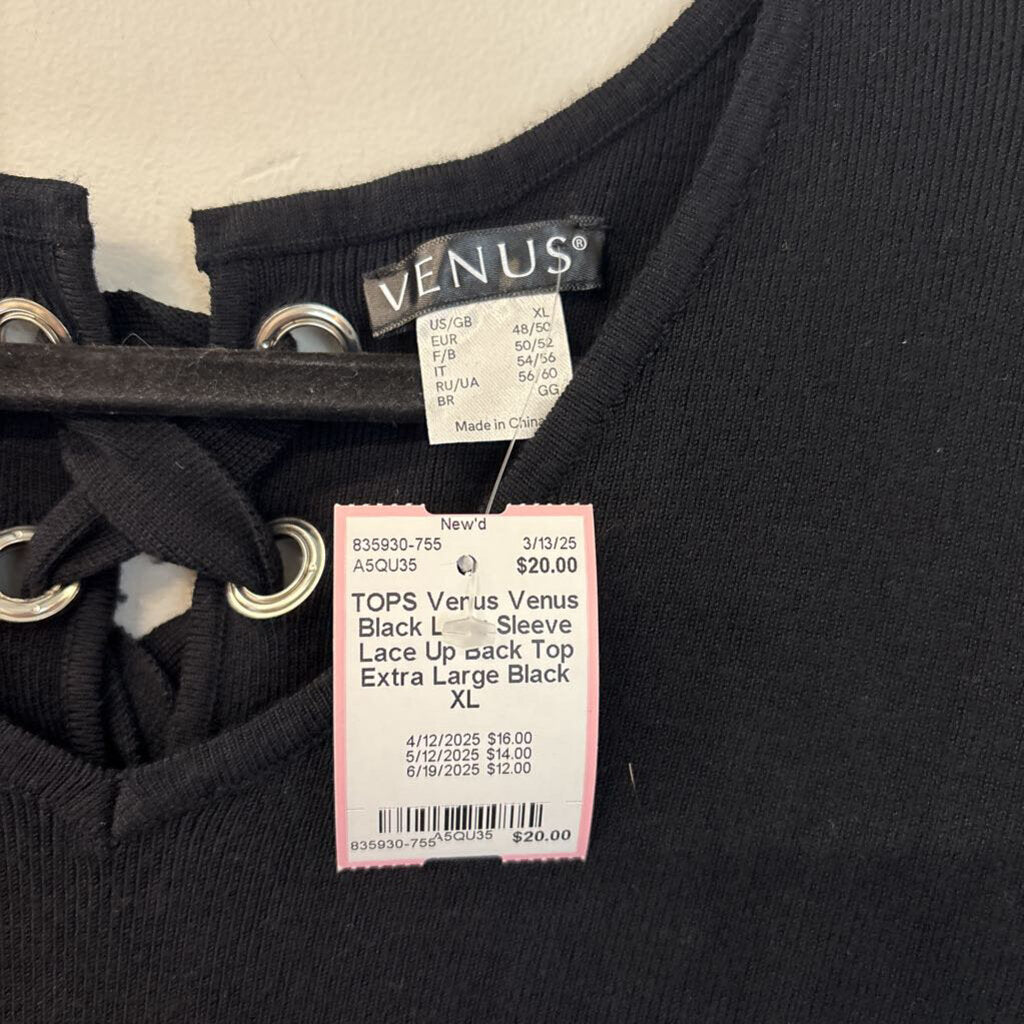 VENUS®
US/GB XL
EUR 48/50
F/B 50/52
IT 54/56
RU/UA 56/60
BR GG
Made in China
New'd
835930-755 3/13/25
A5QU35 $20.00
TOPS Venus Venus
Black Sleeve
Lace Up Back Top
Extra Large Black
XL
4/12/2025 $16.00
5/12/2025 $14.00
6/19/2025 $12.00
835930-755 A5QU35 $20.00